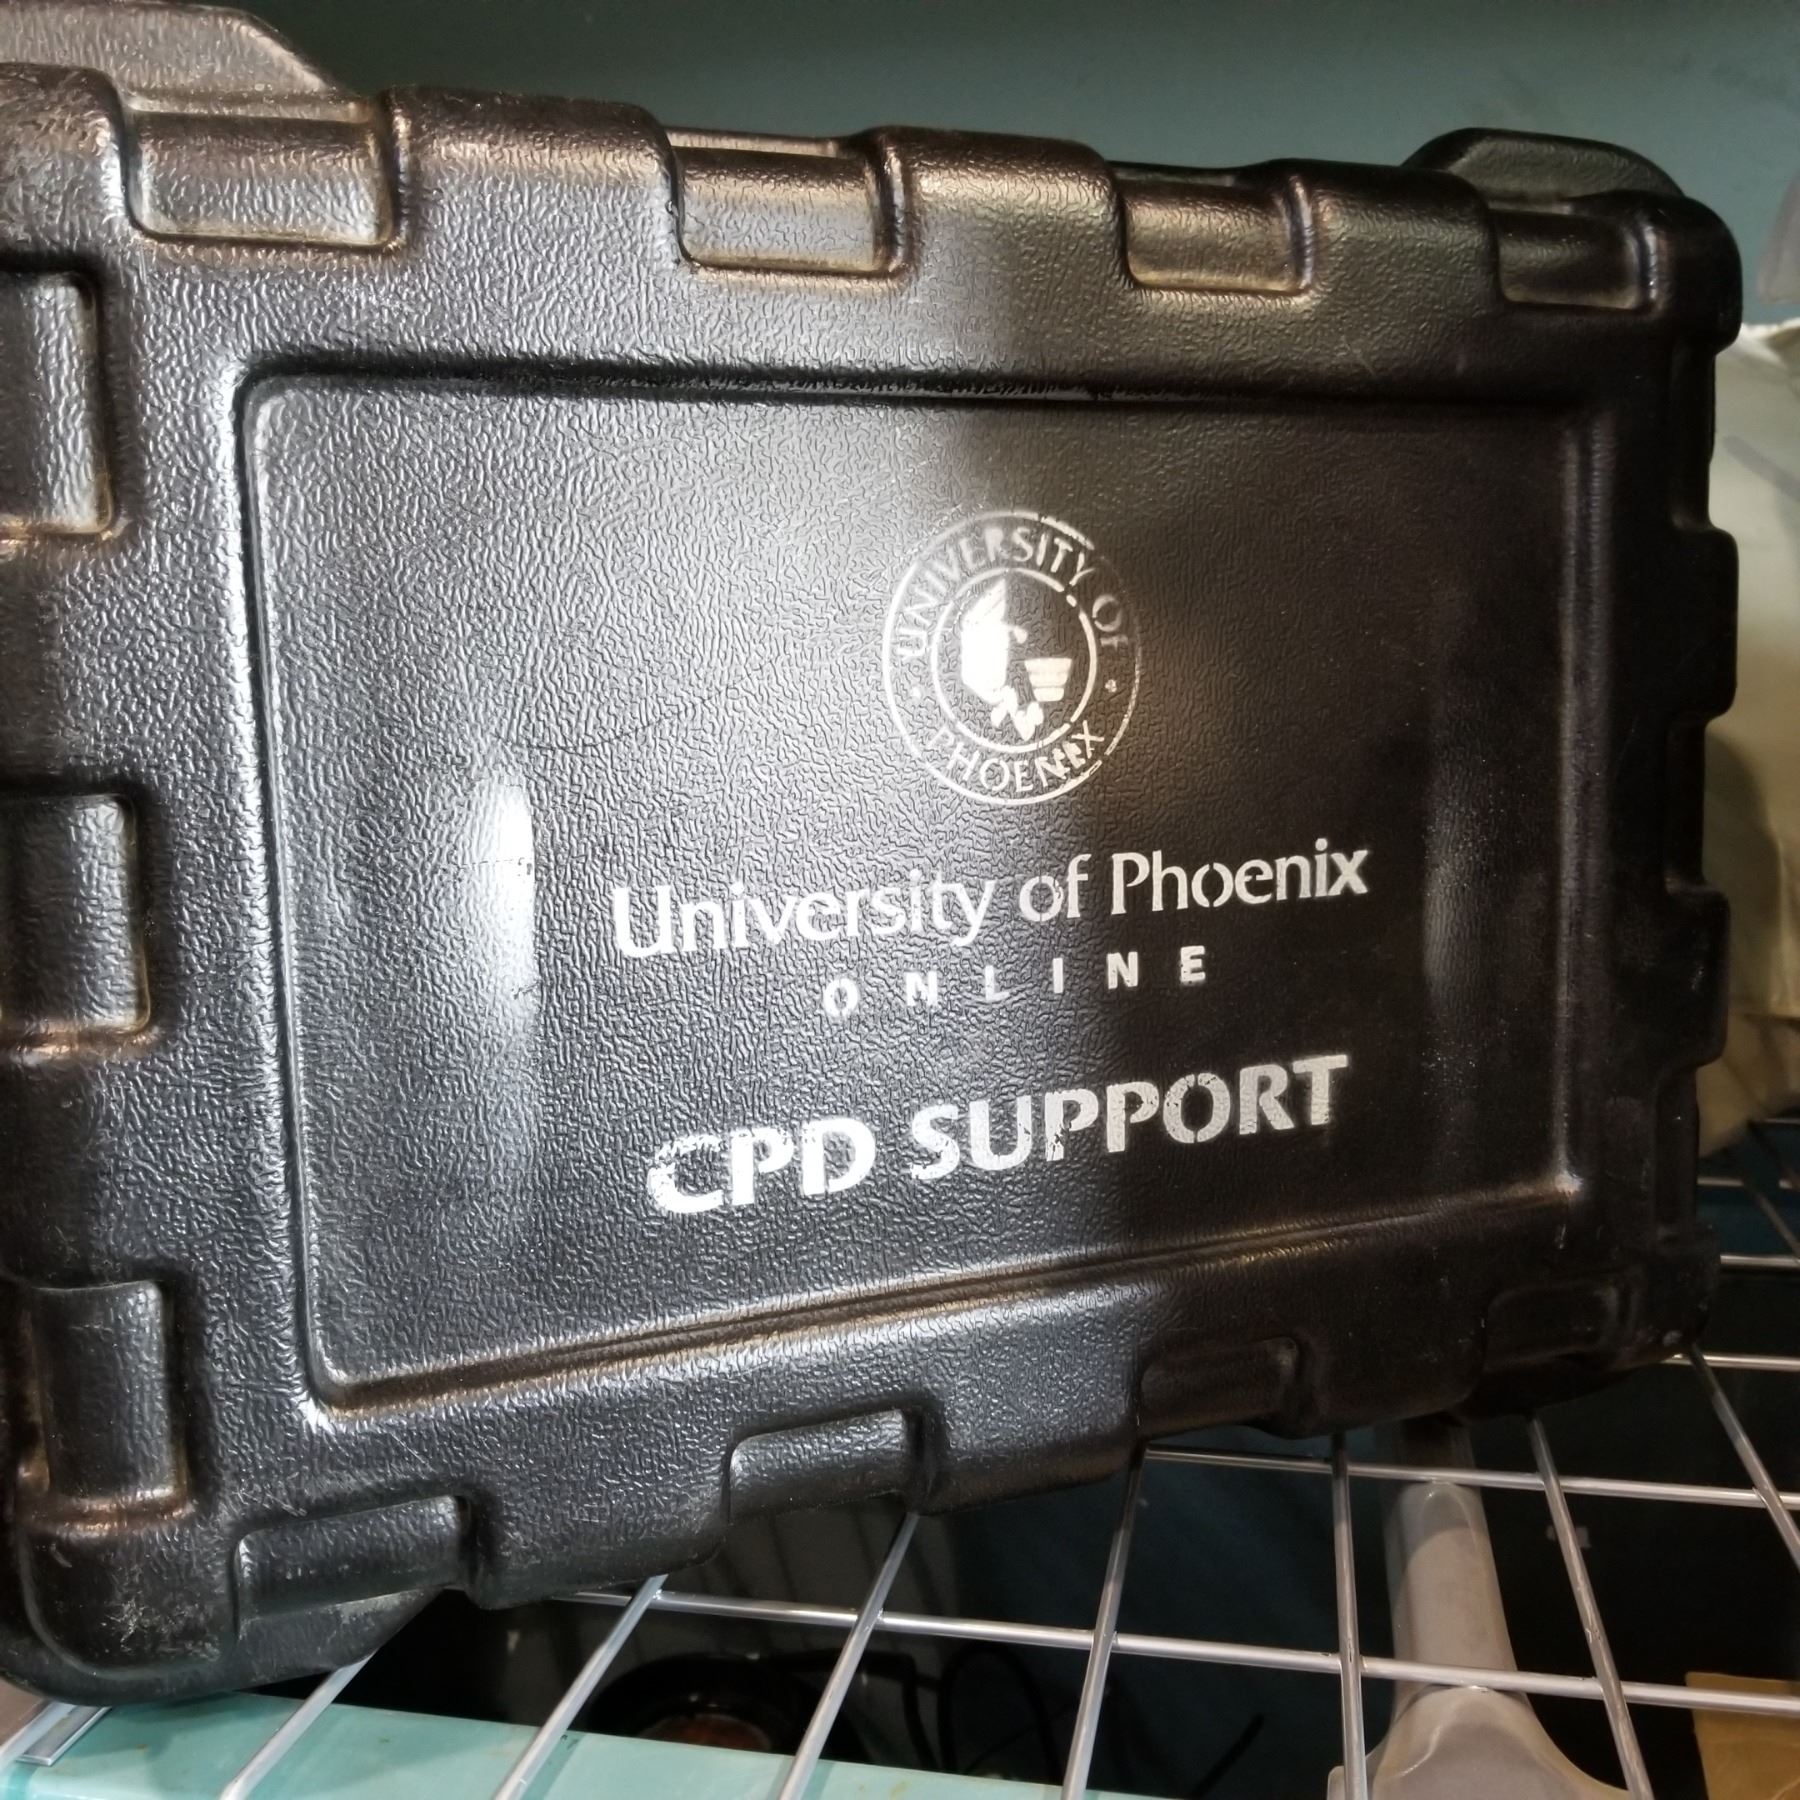 UNIVERSITY OF
PHOENIX
University of Phoenix
ONLINE
CPD SUPPORT